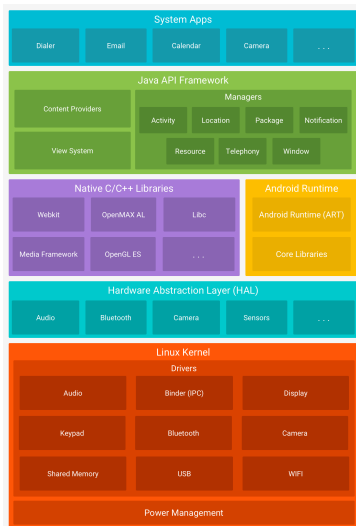 System Apps
Dialer Email Calendar Camera . . .
Java API Framework
Managers
Content Providers
Activity Location Package Notification
View System
Resource Telephony Window
Native C/C++ Libraries
Webkit OpenMAX AL Libc
Media Framework OpenGL ES . . .
Android Runtime
Android Runtime (ART)
Core Libraries
Hardware Abstraction Layer (HAL)
Audio Bluetooth Camera Sensors . . .
Linux Kernel
Drivers
Audio Binder (IPC) Display
Keypad Bluetooth Camera
Shared Memory USB WIFI
Power Management